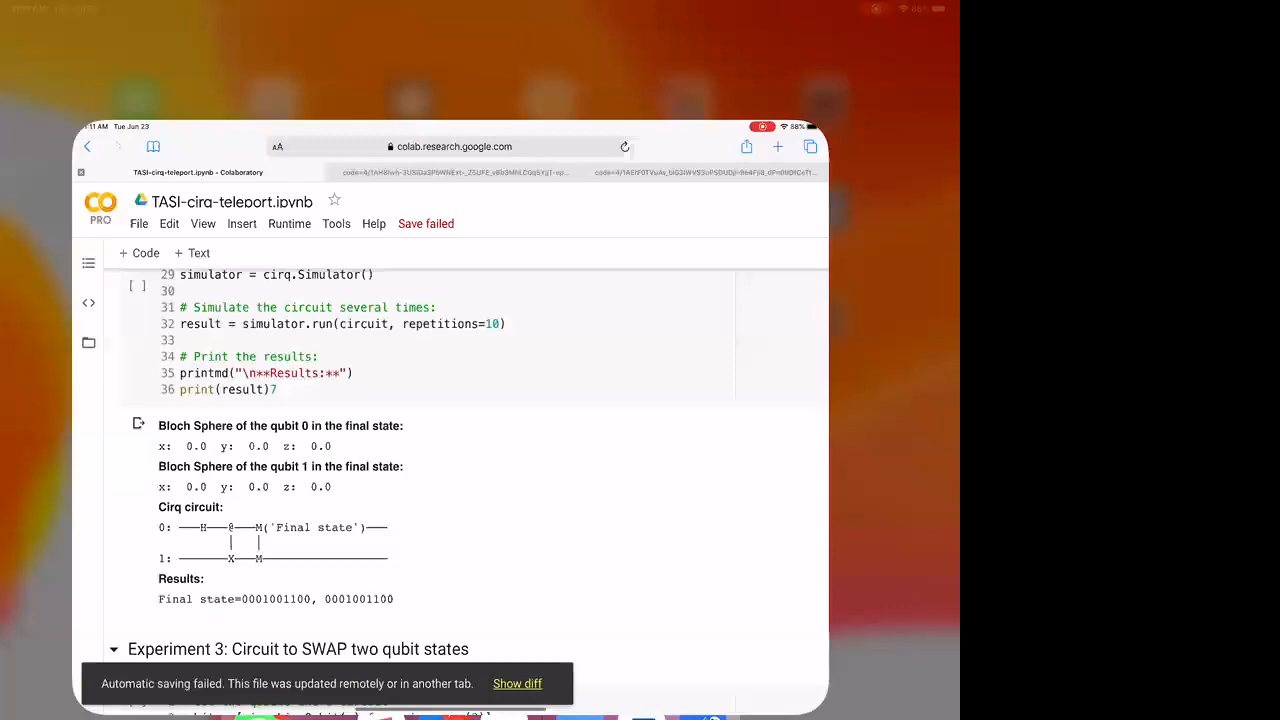 1:11 AM Tue Jun 23
88%
AA colab.research.google.com
TASI-cirq-teleport.ipynb - Colaboratory
CO PRO
TASI-cirq-teleport.ipynb
File Edit View Insert Runtime Tools Help Save failed
+ Code + Text
29 simulator = cirq.Simulator()
[ ]
30
31 # Simulate the circuit several times:
32 result = simulator.run(circuit, repetitions=10)
33
34 # Print the results:
35 printmd("\n**Results:**")
36 print(result)7
Bloch Sphere of the qubit 0 in the final state:
x: 0.0 y: 0.0 z: 0.0
Bloch Sphere of the qubit 1 in the final state:
x: 0.0 y: 0.0 z: 0.0
Cirq circuit:
0: ───H───@───M('Final state')───
│ │
1: ───────X───M──────────────────
Results:
Final state=0001001100, 0001001100
Experiment 3: Circuit to SWAP two qubit states
Automatic saving failed. This file was updated remotely or in another tab. Show diff